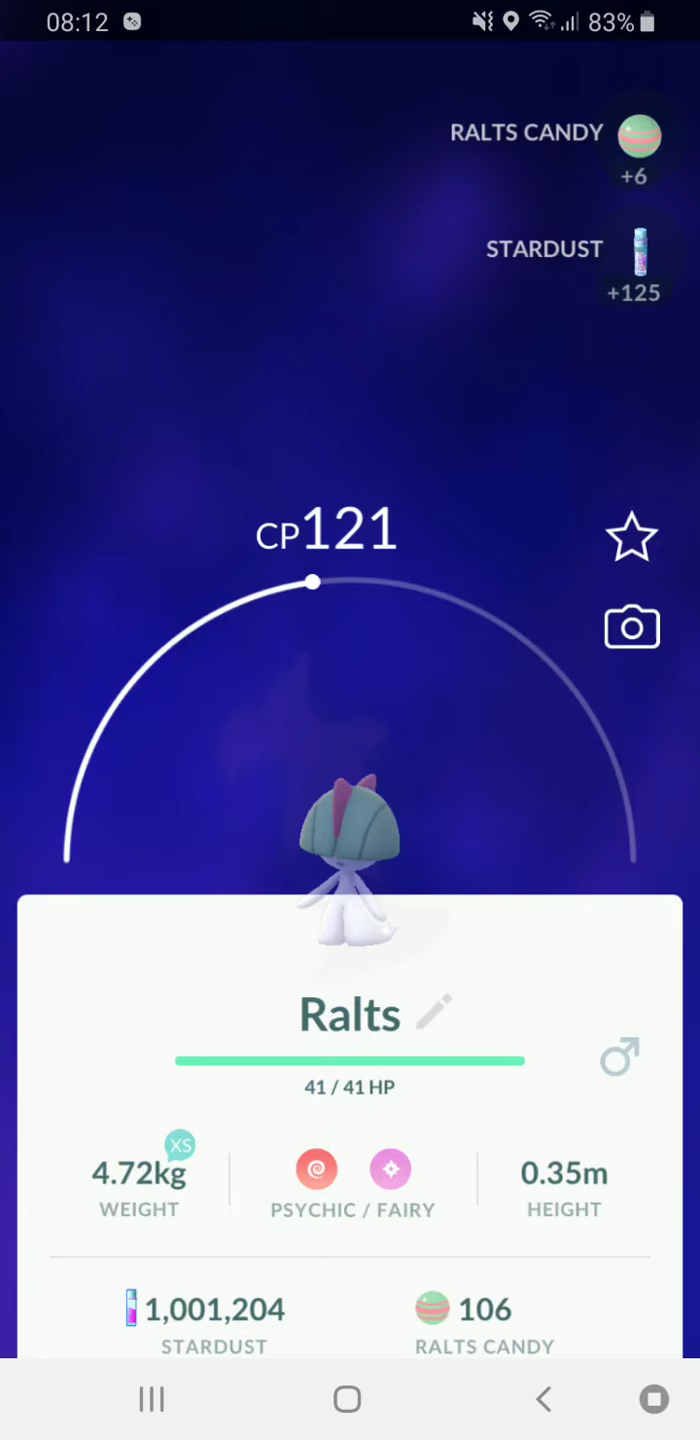 08:12 83%
RALTS CANDY
+6
STARDUST
+125
CP121
Ralts
41 / 41 HP
XS
4.72kg
WEIGHT
PSYCHIC / FAIRY
0.35m
HEIGHT
1,001,204
STARDUST
106
RALTS CANDY